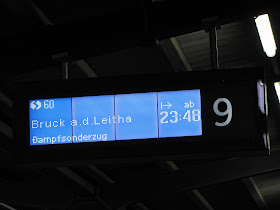 60 ab
Bruck a.d.Leitha 23:48 9
Dampfsonderzug